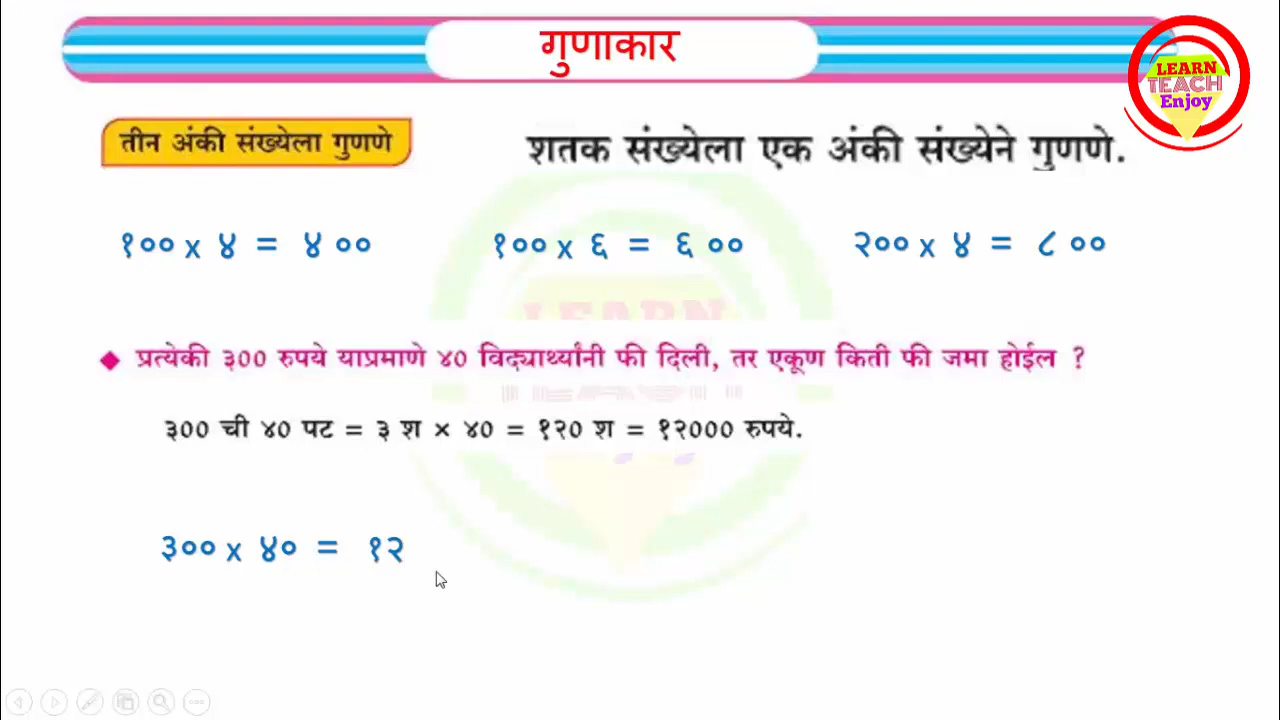 गुणाकार
LEARN
TEACH
Enjoy
तीन अंकी संख्येला गुणणे
शतक संख्येला एक अंकी संख्येने गुणणे.
१०० x ४ = ४ ००
१०० x ६ = ६ ००
२०० x ४ = ८ ००
◆ प्रत्येकी ३०० रुपये याप्रमाणे ४० विद्यार्थ्यांनी फी दिली, तर एकूण किती फी जमा होईल ?
३०० ची ४० पट = ३ श × ४० = १२० श = १२००० रुपये.
३०० x ४० = १२